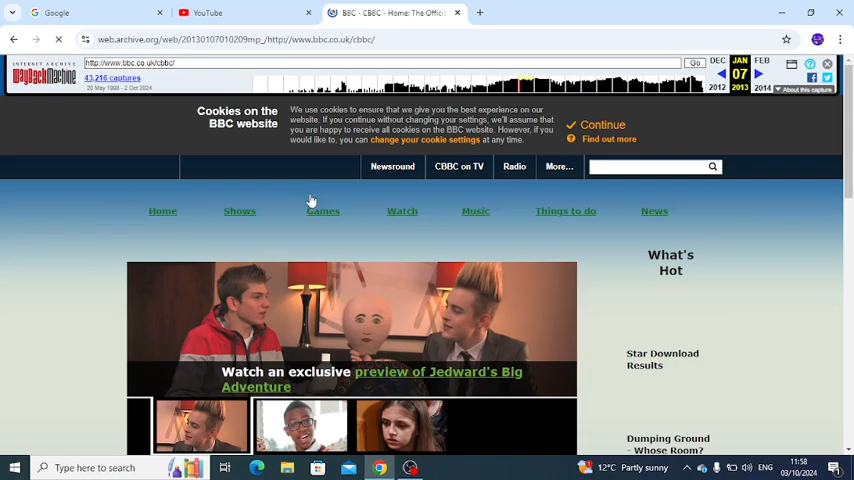 Google
YouTube
BBC - CBBC - Home: The Offici
web.archive.org/web/20130107010209mp_/http://www.bbc.co.uk/cbbc/
INTERNET ARCHIVE
WayBackMachine
http://www.bbc.co.uk/cbbc/
Go
DEC
JAN
FEB
43,216 captures
07
20 May 1998 - 2 Oct 2024
2012
2013
2014
About this capture
Cookies on the
BBC website
We use cookies to ensure that we give you the best experience on our
website. If you continue without changing your settings, we'll assume that
you are happy to receive all cookies on the BBC website. However, if you
would like to, you can change your cookie settings at any time.
Continue
Find out more
Newsround
CBBC on TV
Radio
More...
Home
Shows
Games
Watch
Music
Things to do
News
What's
Hot
Watch an exclusive preview of Jedward's Big
Adventure
Star Download
Results
Dumping Ground
- Whose Room?
Type here to search
12°C Partly sunny
ENG
11:58
03/10/2024